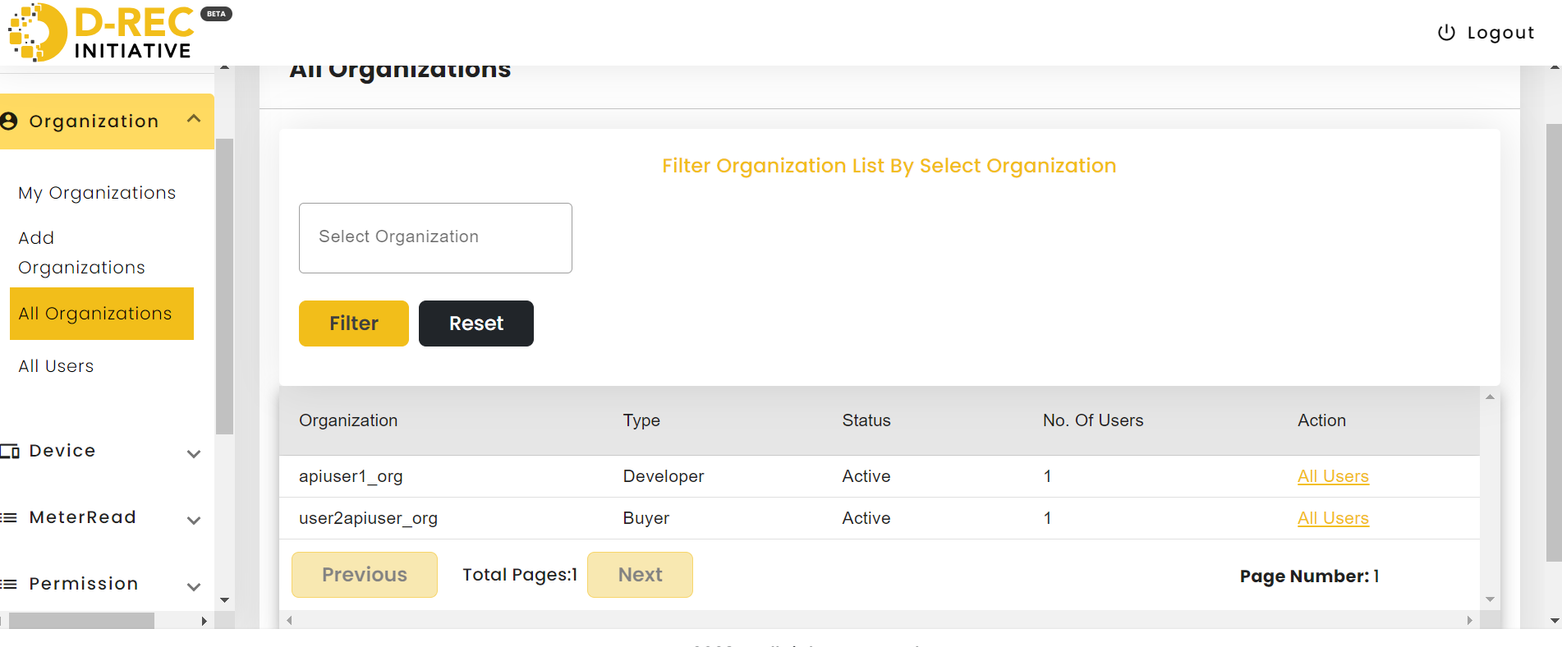 D-REC
INITIATIVE
BETA
Logout
Organization
My Organizations
Add
Organizations
All Organizations
All Users
Device
MeterRead
Permission
All Organizations
Filter Organization List By Select Organization
Select Organization
Filter Reset
Organization Type Status No. Of Users Action
apiuser1_org Developer Active 1 All Users
user2apiuser_org Buyer Active 1 All Users
Previous Total Pages:1 Next Page Number: 1